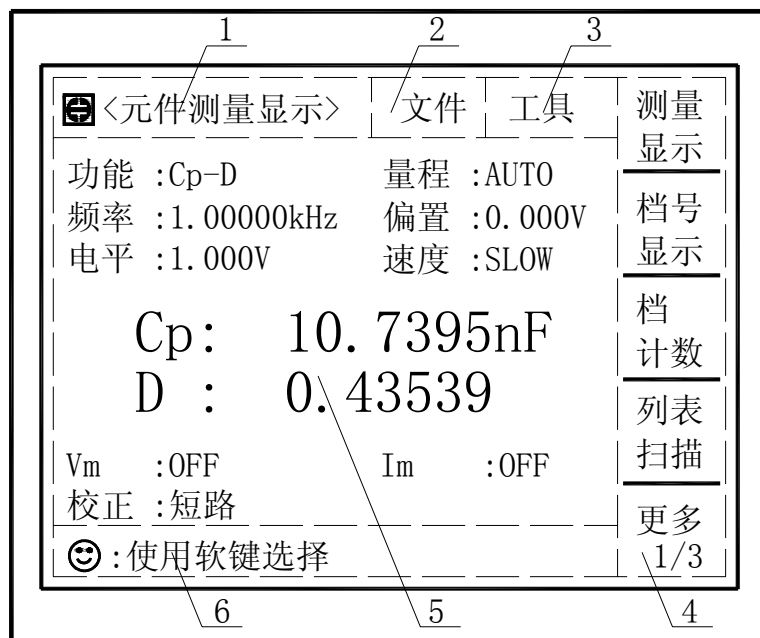 1 2 3
<元件测量显示> 文件 工具
功能 :Cp-D 量程 :AUTO
频率 :1.00000kHz 偏置 :0.000V
电平 :1.000V 速度 :SLOW
Cp: 10.7395nF
D : 0.43539
Vm :OFF Im :OFF
校正 :短路
:使用软键选择
测量
显示
档号
显示
档
计数
列表
扫描
更多
1/3
6 5 4